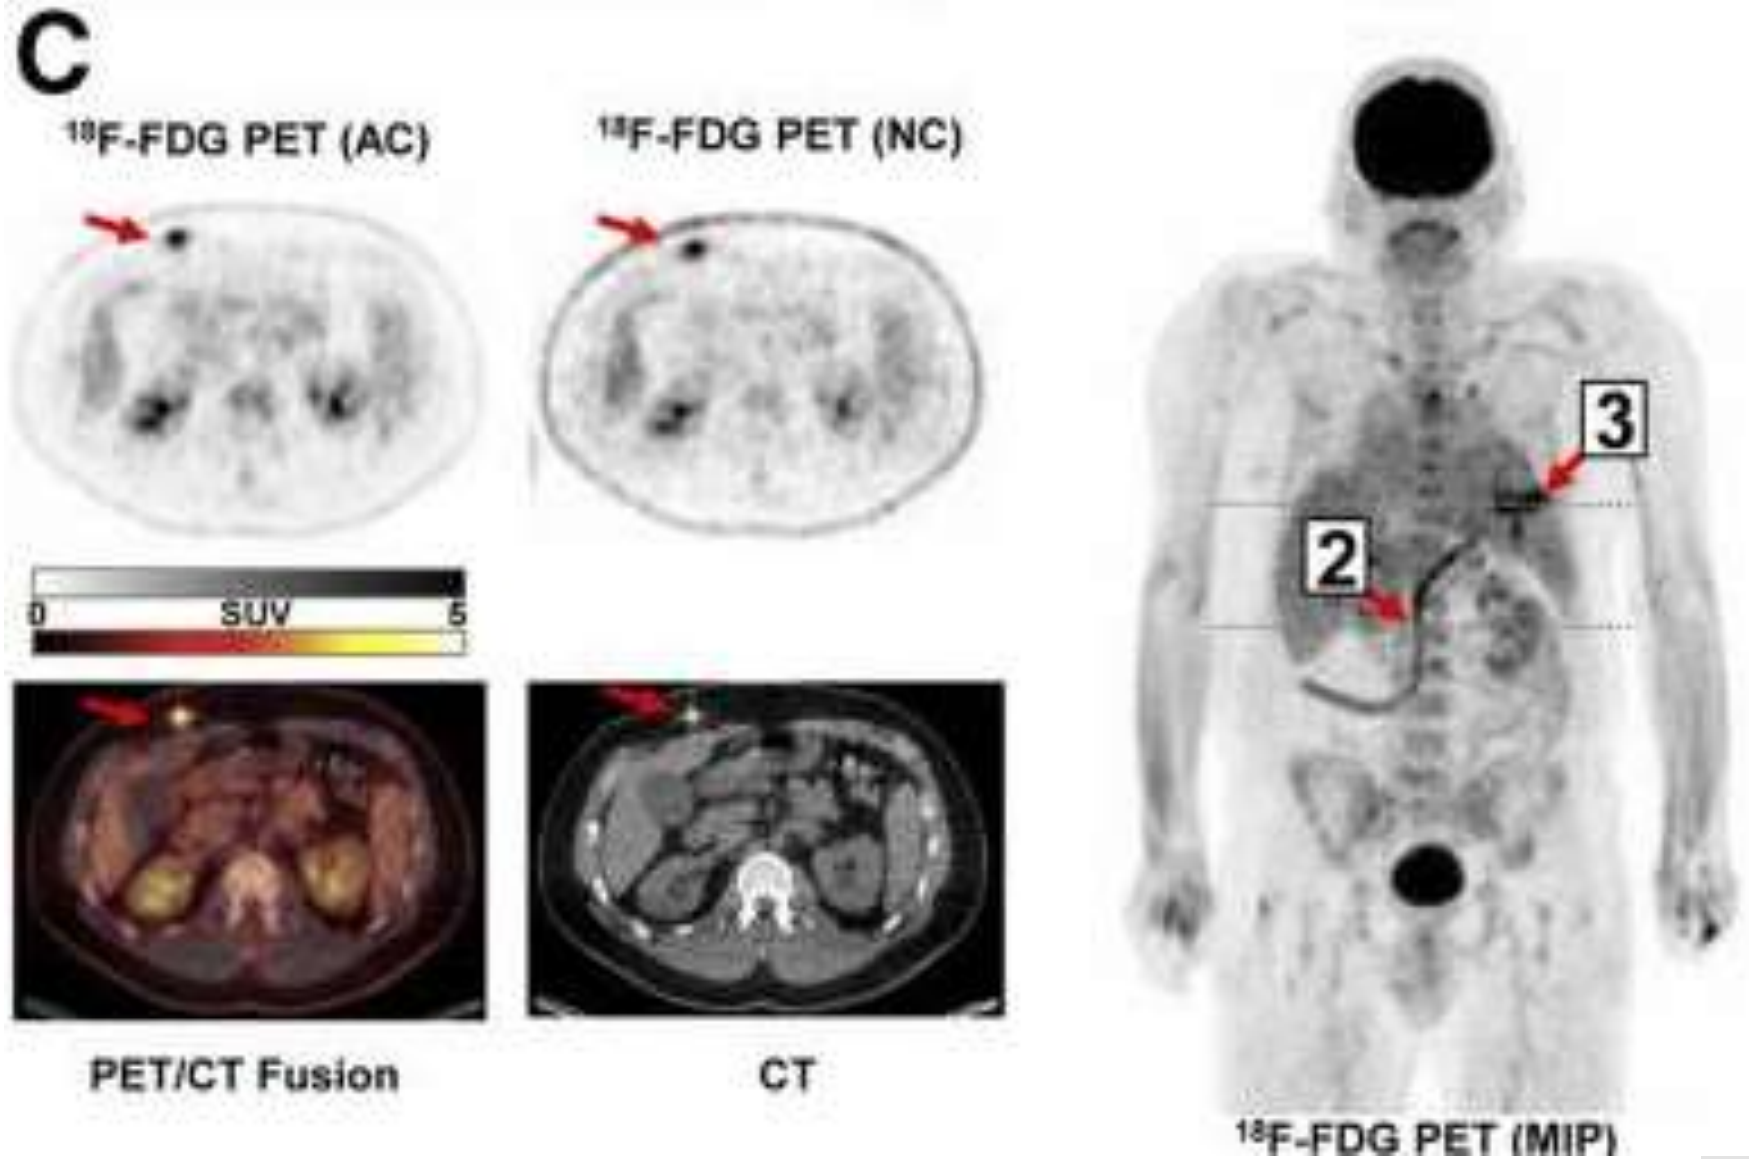 C
¹⁸F-FDG PET (AC)
¹⁸F-FDG PET (NC)
0 SUV 5
PET/CT Fusion
CT
3
2
¹⁸F-FDG PET (MIP)